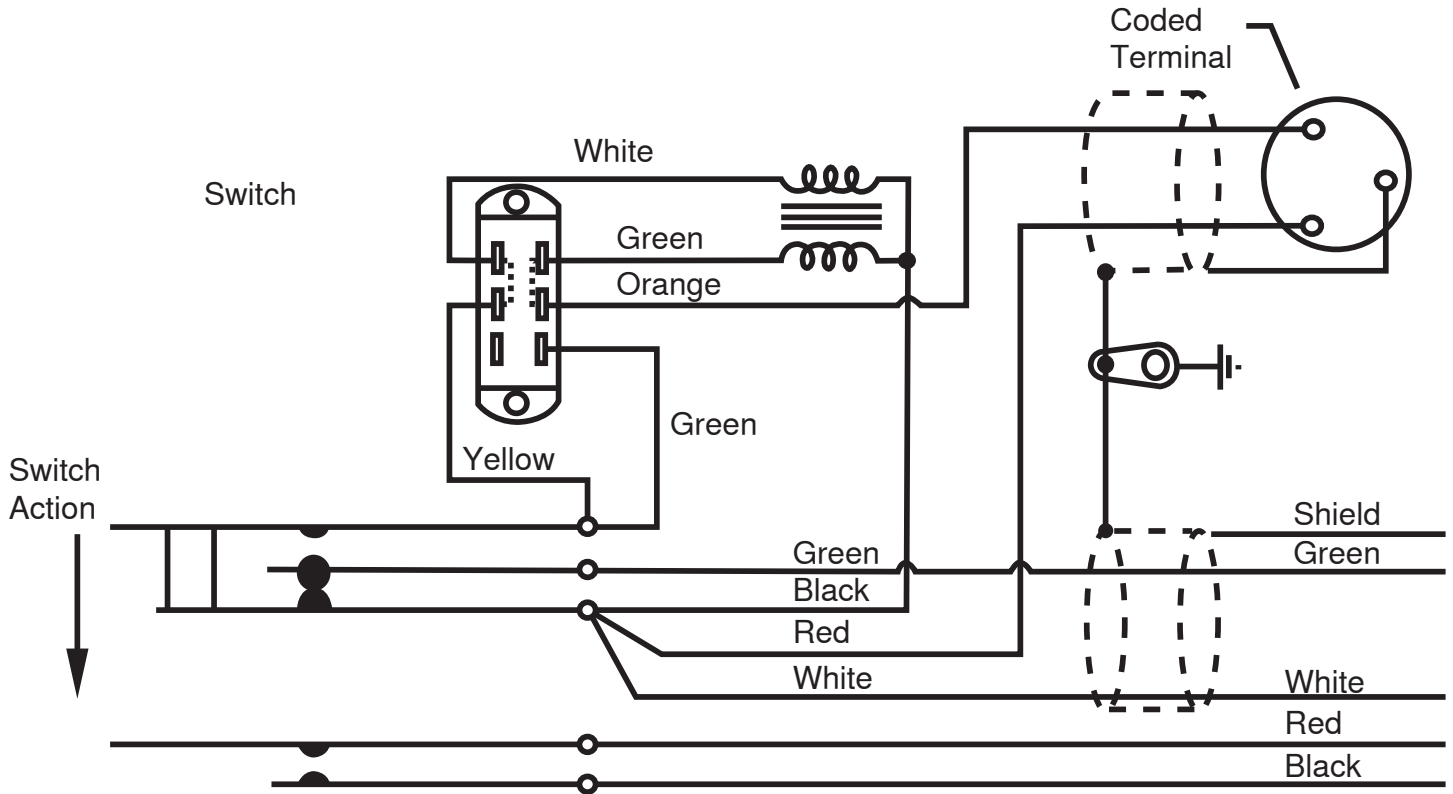 Coded
Terminal
White
Switch
Green
Orange
Green
Yellow
Switch
Action
Shield
Green
Green
Black
Red
White
White
Red
Black